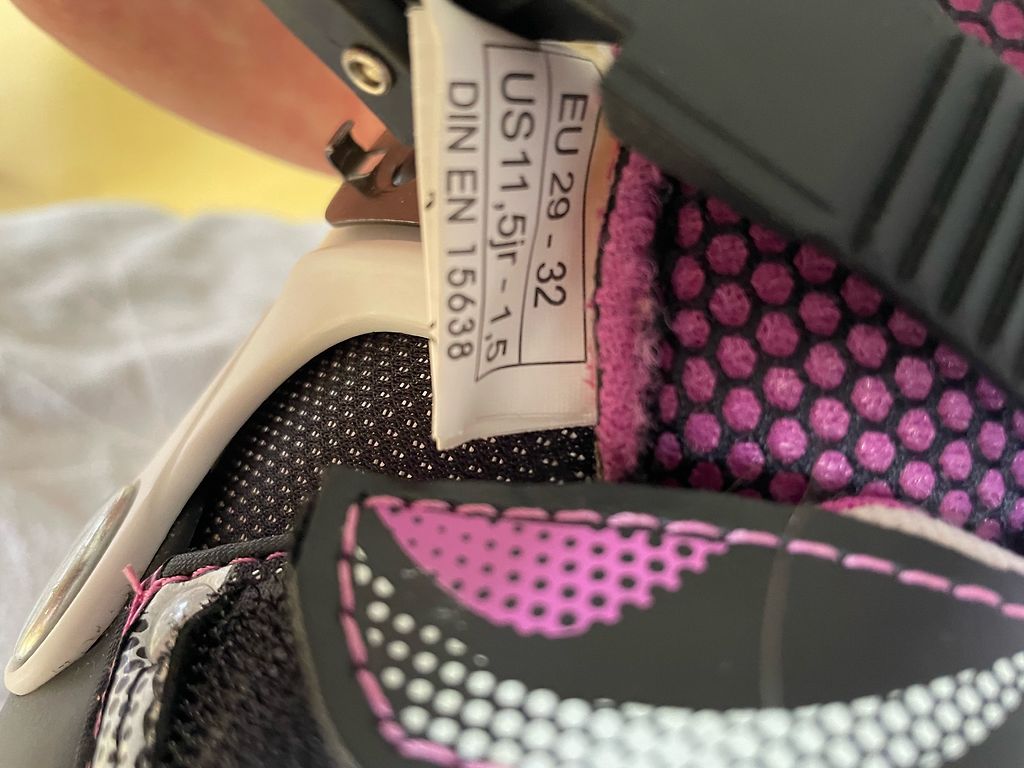 EU 29 - 32
US11,5jr - 1,5
DIN EN 15638